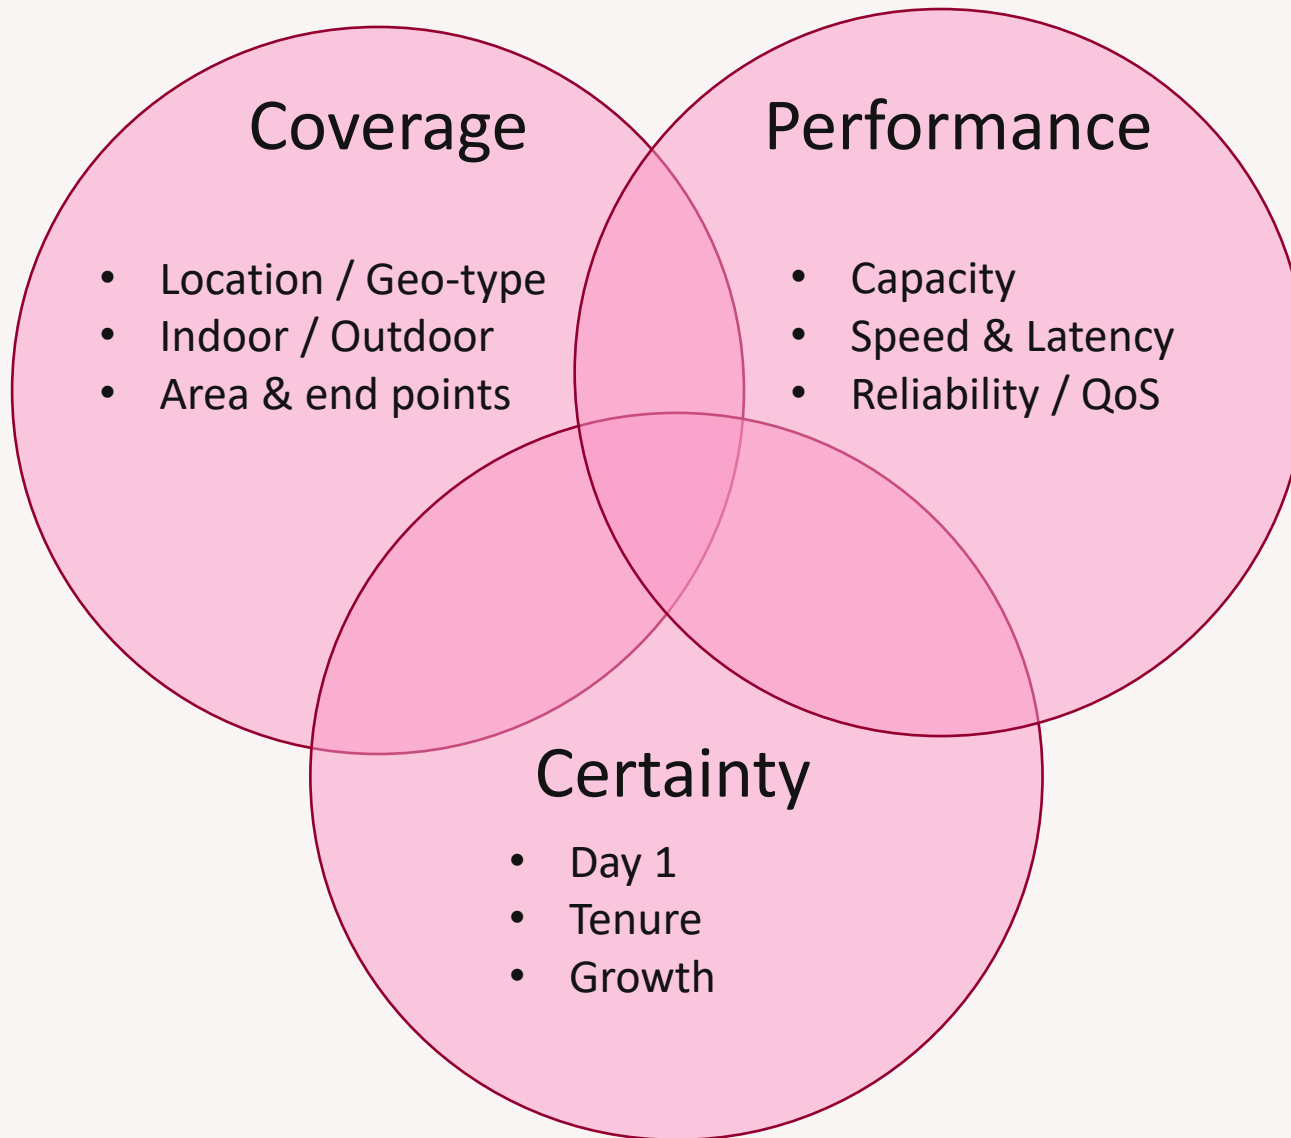 Coverage
• Location / Geo-type
• Indoor / Outdoor
• Area & end points
Performance
• Capacity
• Speed & Latency
• Reliability / QoS
Certainty
• Day 1
• Tenure
• Growth